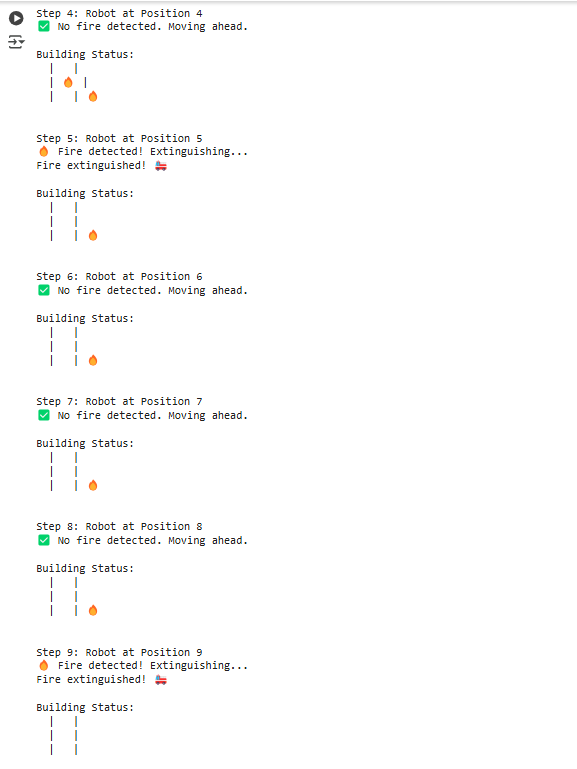 Step 4: Robot at Position 4
✅ No fire detected. Moving ahead.
Building Status:
  |   |
  | 🔥 |
  |   | 🔥
Step 5: Robot at Position 5
🔥 Fire detected! Extinguishing...
Fire extinguished! 🚒
Building Status:
  |   |
  |   |
  |   | 🔥
Step 6: Robot at Position 6
✅ No fire detected. Moving ahead.
Building Status:
  |   |
  |   |
  |   | 🔥
Step 7: Robot at Position 7
✅ No fire detected. Moving ahead.
Building Status:
  |   |
  |   |
  |   | 🔥
Step 8: Robot at Position 8
✅ No fire detected. Moving ahead.
Building Status:
  |   |
  |   |
  |   | 🔥
Step 9: Robot at Position 9
🔥 Fire detected! Extinguishing...
Fire extinguished! 🚒
Building Status:
  |   |
  |   |
  |   |